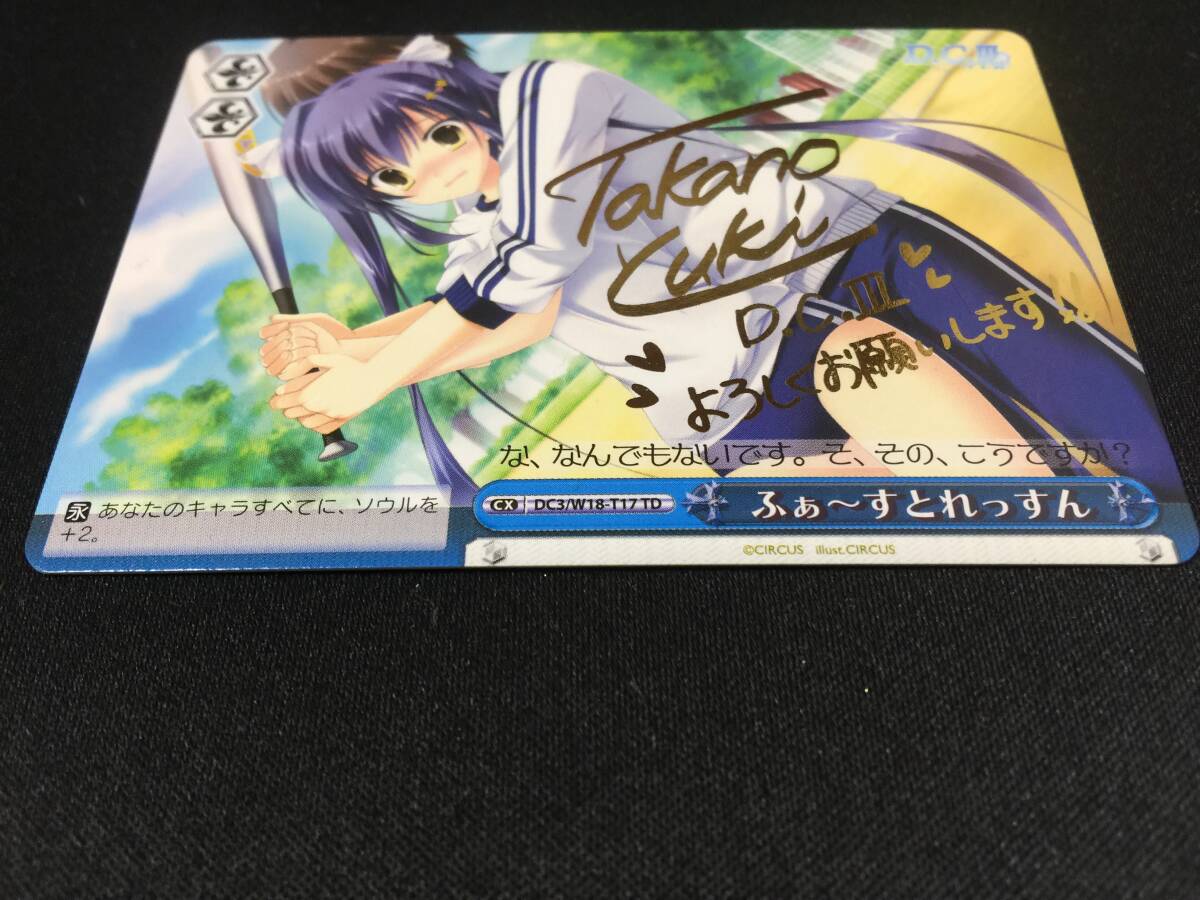 D.C.III
Takano
Yuki
D.C.III
よろしくお願いします!!
な、なんでもないです。そ、その、こうですか?
永 あなたのキャラすべてに、ソウルを
+2。
CX DC3/W18-T17 TD
ふぁ~すとれっすん
©CIRCUS illust.CIRCUS